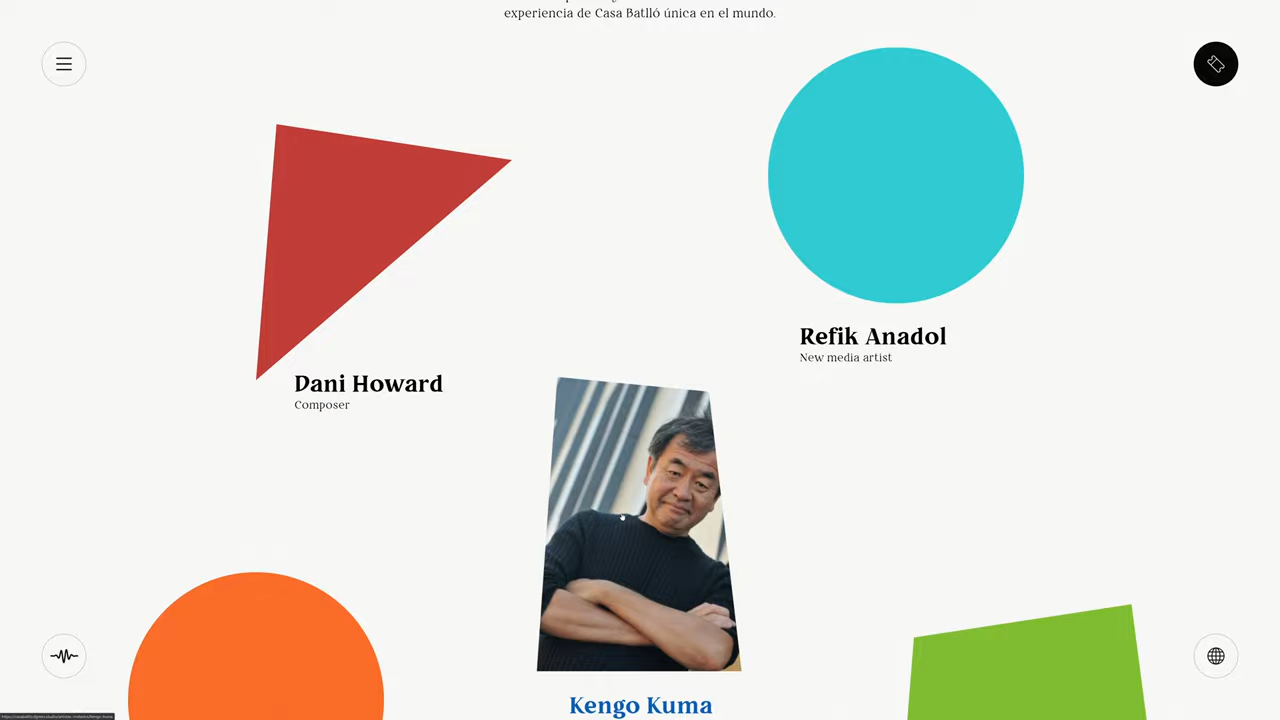 experiencia de Casa Batlló única en el mundo.
Refik Anadol
New media artist
Dani Howard
Composer
Kengo Kuma